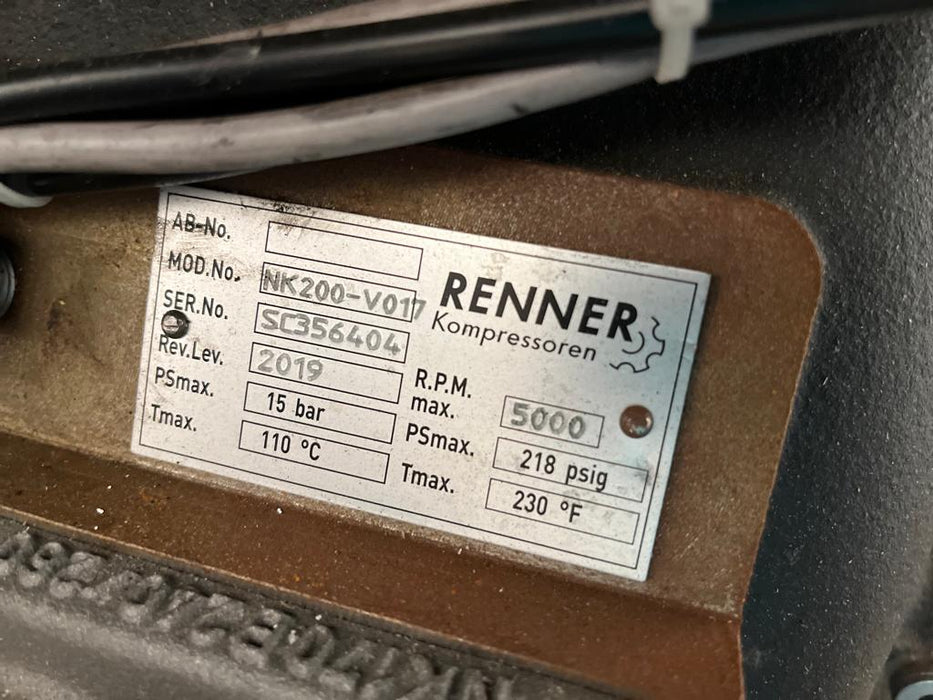 AB-No.
MOD.No. NK200-V017
SER.No. SC356404
Rev.Lev. 2019
PSmax. 15 bar
Tmax. 110 °C
RENNER
Kompressoren
R.P.M.
max. 5000
PSmax. 218 psig
Tmax. 230 °F